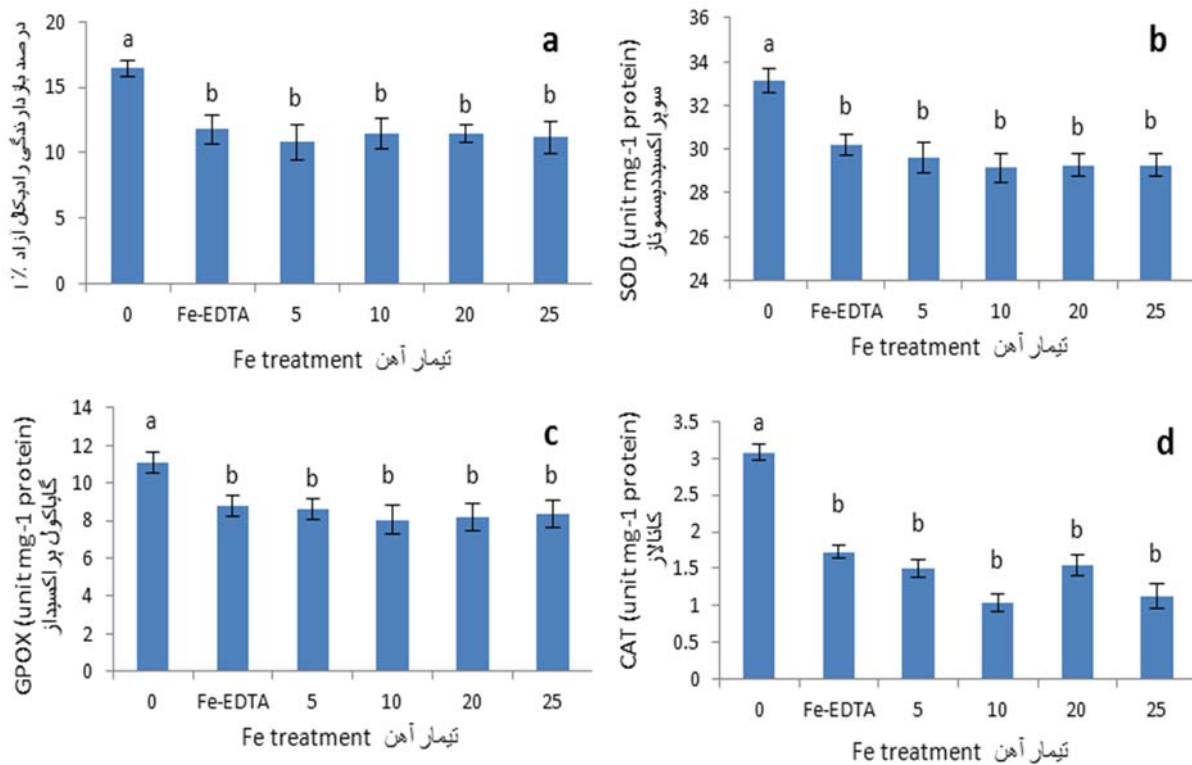 درصد بازدارندگی رادیکال آزاد I%
20
15
10
5
0
a
a
b
b
b
b
b
0 Fe-EDTA 5 10 20 25
Fe treatment تیمار آهن
SOD (unit mg-1 protein)
سوپر اکسیددیسموتاز
36
34
32
30
28
26
24
b
a
b
b
b
b
b
0 Fe-EDTA 5 10 20 25
Fe treatment تیمار آهن
GPOX (unit mg-1 protein)
گایاکول پر اکسیداز
14
12
10
8
6
4
2
0
c
a
b
b
b
b
b
0 Fe-EDTA 5 10 20 25
Fe treatment تیمار آهن
CAT (unit mg-1 protein)
کاتالاز
3.5
3
2.5
2
1.5
1
0.5
0
d
a
b
b
b
b
b
0 Fe-EDTA 5 10 20 25
Fe treatment تیمار آهن